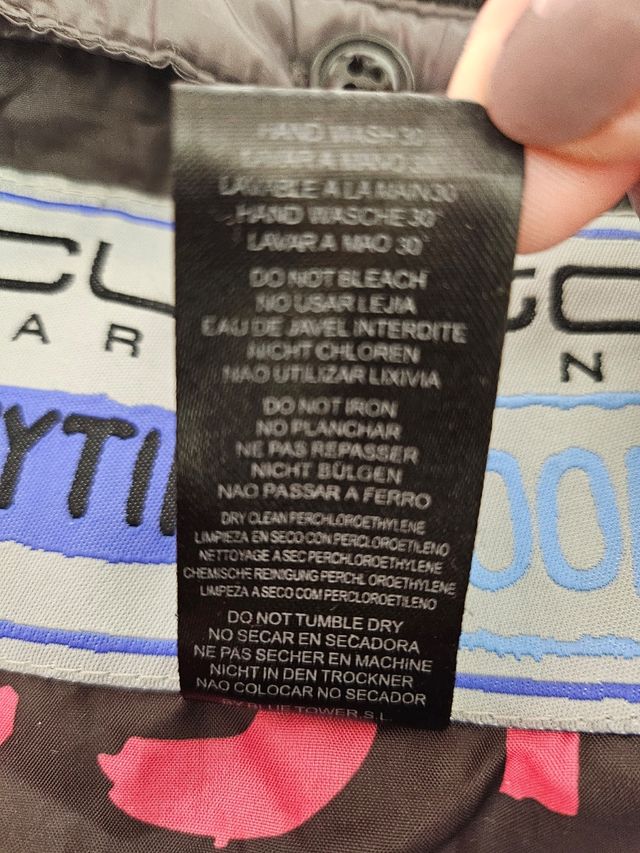 HAND WASH 30
LAVAR A MANO 30
LAVABLE A LA MAIN 30
HAND WASCHE 30°
LAVAR A MAO 30°
DO NOT BLEACH
NO USAR LEJIA
EAU DE JAVEL INTERDITE
NICHT CHLOREN
NAO UTILIZAR LIXIVIA
DO NOT IRON
NO PLANCHAR
NE PAS REPASSER
NICHT BÜLGEN
NAO PASSAR A FERRO
DRY CLEAN PERCHLOROETHYLENE
LIMPIEZA EN SECO CON PERCLOROETILENO
NETTOYAGE A SEC PERCHLOROETHYLENE
CHEMISCHE REINIGUNG PERCHLOROETHYLENE
LIMPEZA A SECO COM PERCLOROETILENO
DO NOT TUMBLE DRY
NO SECAR EN SECADORA
NE PAS SECHER EN MACHINE
NICHT IN DEN TROCKNER
NAO COLOCAR NO SECADOR
BY BLUE TOWER S.L.